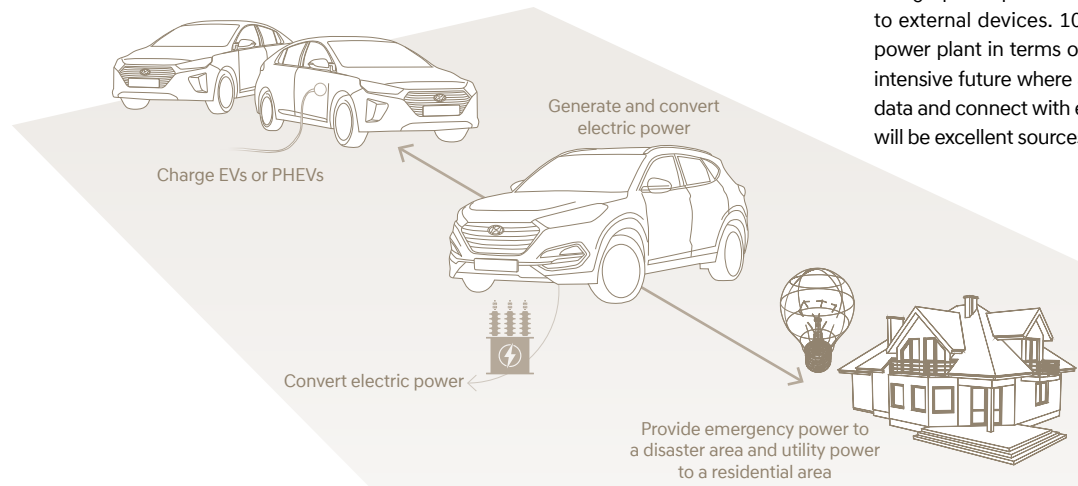 to external devices. 10
power plant in terms o
intensive future where
data and connect with e
will be excellent source
Generate and convert
electric power
Charge EVs or PHEVs
Convert electric power
Provide emergency power to
a disaster area and utility power
to a residential area